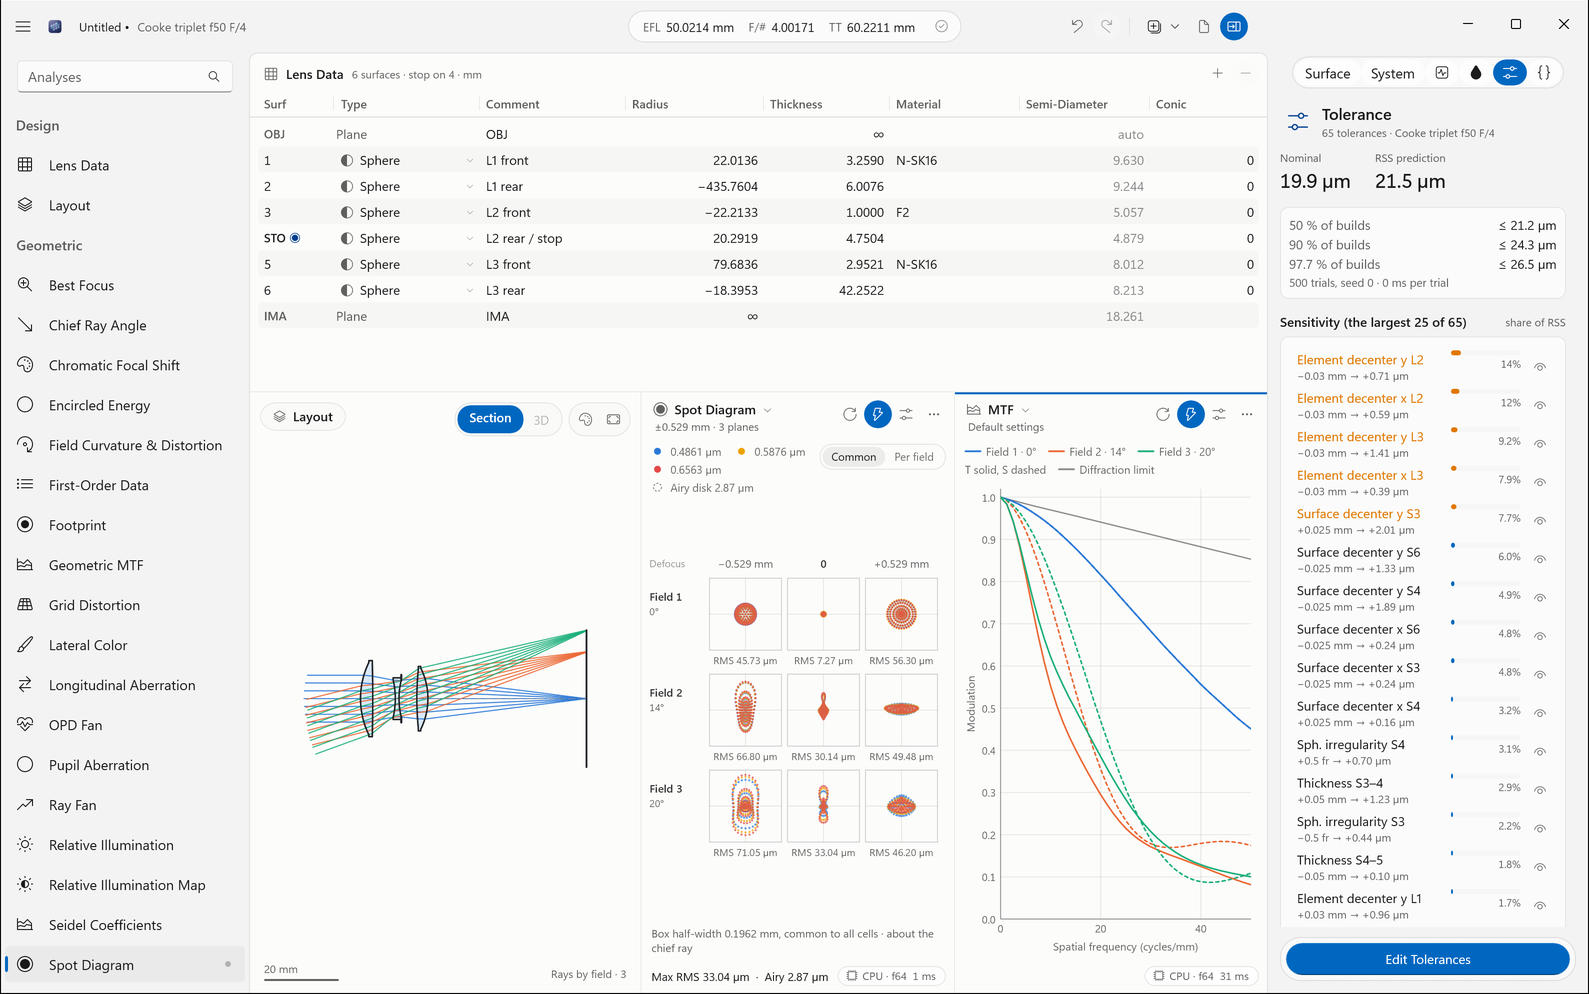 Untitled • Cooke triplet f50 F/4
EFL 50.0214 mm F/# 4.00171 TT 60.2211 mm
Analyses
Design
Lens Data
Layout
Geometric
Best Focus
Chief Ray Angle
Chromatic Focal Shift
Encircled Energy
Field Curvature & Distortion
First-Order Data
Footprint
Geometric MTF
Grid Distortion
Lateral Color
Longitudinal Aberration
OPD Fan
Pupil Aberration
Ray Fan
Relative Illumination
Relative Illumination Map
Seidel Coefficients
Spot Diagram
Lens Data 6 surfaces · stop on 4 · mm
Surf Type Comment Radius Thickness Material Semi-Diameter Conic
OBJ Plane OBJ ∞ auto
1 Sphere L1 front 22.0136 3.2590 N-SK16 9.630 0
2 Sphere L1 rear −435.7604 6.0076 9.244 0
3 Sphere L2 front −22.2133 1.0000 F2 5.057 0
STO Sphere L2 rear / stop 20.2919 4.7504 4.879 0
5 Sphere L3 front 79.6836 2.9521 N-SK16 8.012 0
6 Sphere L3 rear −18.3953 42.2522 8.213 0
IMA Plane IMA ∞ 18.261
Layout
Section 3D
20 mm
Rays by field · 3
Spot Diagram
±0.529 mm · 3 planes
0.4861 µm 0.5876 µm
0.6563 µm
Airy disk 2.87 µm
Common Per field
Defocus −0.529 mm 0 +0.529 mm
Field 1
0°
RMS 45.73 µm RMS 7.27 µm RMS 56.30 µm
Field 2
14°
RMS 66.80 µm RMS 30.14 µm RMS 49.48 µm
Field 3
20°
RMS 71.05 µm RMS 33.04 µm RMS 46.20 µm
Box half-width 0.1962 mm, common to all cells · about the
chief ray
Max RMS 33.04 µm · Airy 2.87 µm CPU · f64 1 ms
MTF
Default settings
Field 1 · 0° Field 2 · 14° Field 3 · 20°
T solid, S dashed Diffraction limit
1.0
0.9
0.8
0.7
0.6
0.5
0.4
0.3
0.2
0.1
0.0
Modulation
0 20 40
Spatial frequency (cycles/mm)
CPU · f64 31 ms
Surface System { }
Tolerance
65 tolerances · Cooke triplet f50 F/4
Nominal RSS prediction
19.9 µm 21.5 µm
50 % of builds ≤ 21.2 µm
90 % of builds ≤ 24.3 µm
97.7 % of builds ≤ 26.5 µm
500 trials, seed 0 · 0 ms per trial
Sensitivity (the largest 25 of 65) share of RSS
Element decenter y L2 14%
−0.03 mm → +0.71 µm
Element decenter x L2 12%
−0.03 mm → +0.59 µm
Element decenter y L3 9.2%
−0.03 mm → +1.41 µm
Element decenter x L3 7.9%
−0.03 mm → +0.39 µm
Surface decenter y S3 7.7%
+0.025 mm → +2.01 µm
Surface decenter y S6 6.0%
−0.025 mm → +1.33 µm
Surface decenter y S4 4.9%
−0.025 mm → +1.89 µm
Surface decenter x S6 4.8%
−0.025 mm → +0.24 µm
Surface decenter x S3 4.8%
−0.025 mm → +0.24 µm
Surface decenter x S4 3.2%
+0.025 mm → +0.16 µm
Sph. irregularity S4 3.1%
+0.5 fr → +0.70 µm
Thickness S3–4 2.9%
+0.05 mm → +1.23 µm
Sph. irregularity S3 2.2%
−0.5 fr → +0.44 µm
Thickness S4–5 1.8%
−0.05 mm → +0.10 µm
Element decenter y L1 1.7%
+0.03 mm → +0.96 µm
Edit Tolerances